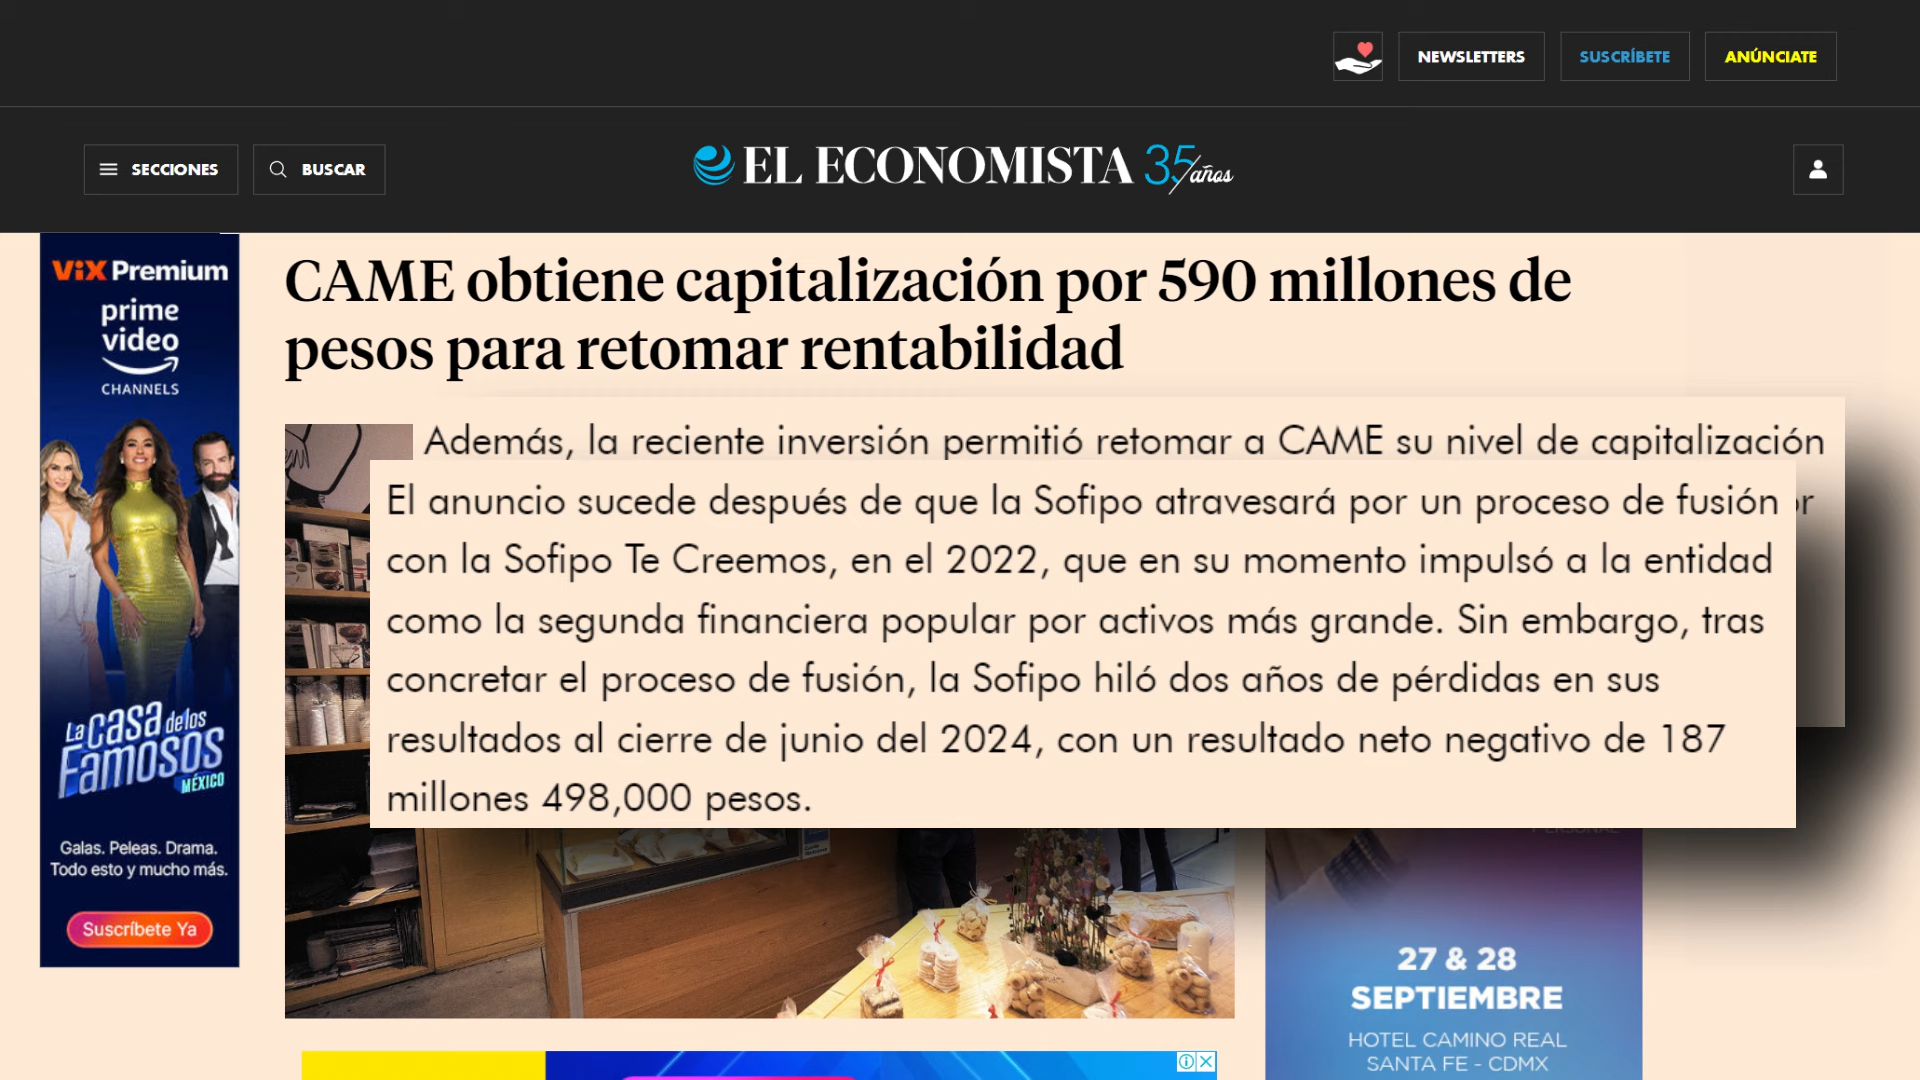 NEWSLETTERS
SUSCRÍBETE
ANÚNCIATE
SECCIONES
BUSCAR
EL ECONOMISTA 35 años
ViX Premium
prime
video
CHANNELS
La CASA de los
Famosos
MÉXICO
Galas. Peleas. Drama.
Todo esto y mucho más.
Suscríbete Ya
CAME obtiene capitalización por 590 millones de
pesos para retomar rentabilidad
Además, la reciente inversión permitió retomar a CAME su nivel de capitalización
El anuncio sucede después de que la Sofipo atravesará por un proceso de fusión
con la Sofipo Te Creemos, en el 2022, que en su momento impulsó a la entidad
como la segunda financiera popular por activos más grande. Sin embargo, tras
concretar el proceso de fusión, la Sofipo hiló dos años de pérdidas en sus
resultados al cierre de junio del 2024, con un resultado neto negativo de 187
millones 498,000 pesos.
27 & 28
SEPTIEMBRE
HOTEL CAMINO REAL
SANTA FE - CDMX